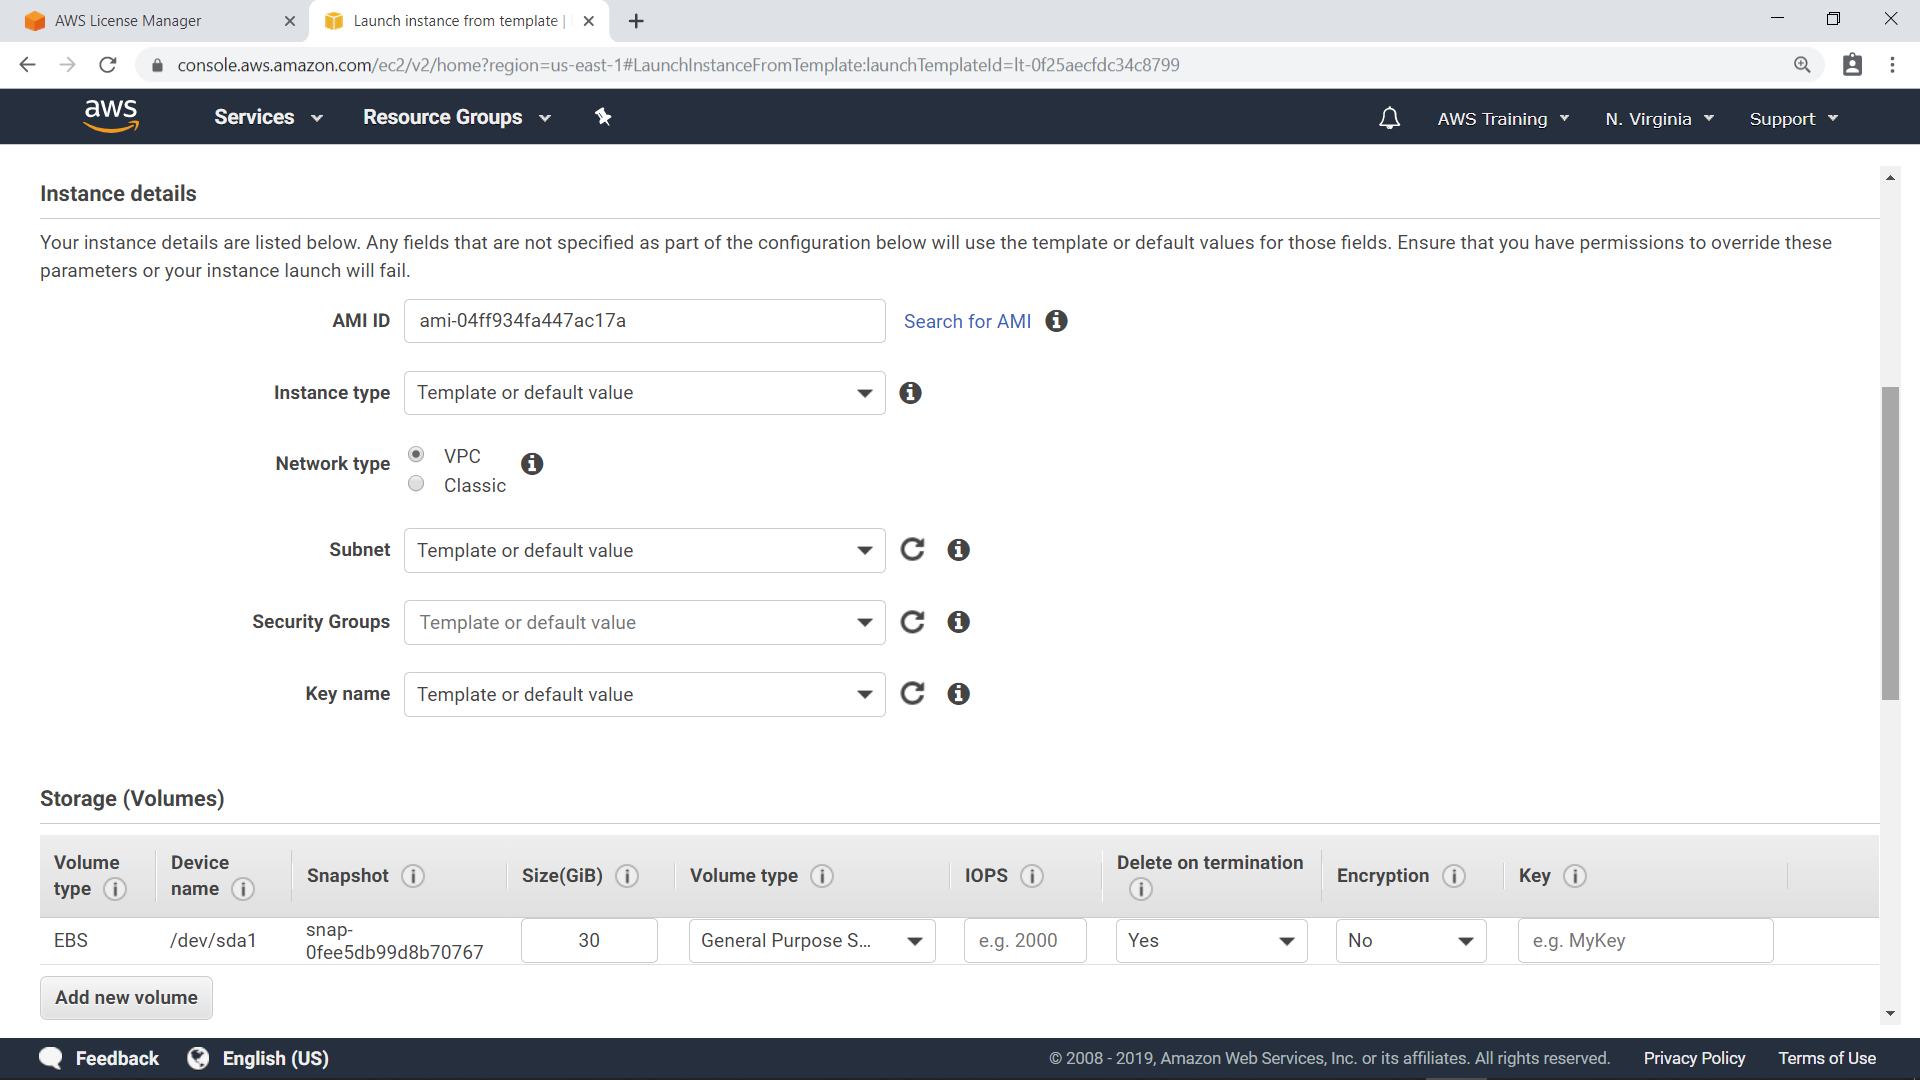 AWS License Manager
Launch instance from template |
console.aws.amazon.com/ec2/v2/home?region=us-east-1#LaunchInstanceFromTemplate:launchTemplateId=lt-0f25aecfdc34c8799
aws Services Resource Groups AWS Training N. Virginia Support
Instance details
Your instance details are listed below. Any fields that are not specified as part of the configuration below will use the template or default values for those fields. Ensure that you have permissions to override these
parameters or your instance launch will fail.
AMI ID ami-04ff934fa447ac17a Search for AMI
Instance type Template or default value
Network type VPC
Classic
Subnet Template or default value
Security Groups Template or default value
Key name Template or default value
Storage (Volumes)
Volume type Device name Snapshot Size(GiB) Volume type IOPS Delete on termination Encryption Key
EBS /dev/sda1 snap-0fee5db99d8b70767 30 General Purpose S... e.g. 2000 Yes No e.g. MyKey
Add new volume
Feedback English (US) © 2008 - 2019, Amazon Web Services, Inc. or its affiliates. All rights reserved. Privacy Policy Terms of Use